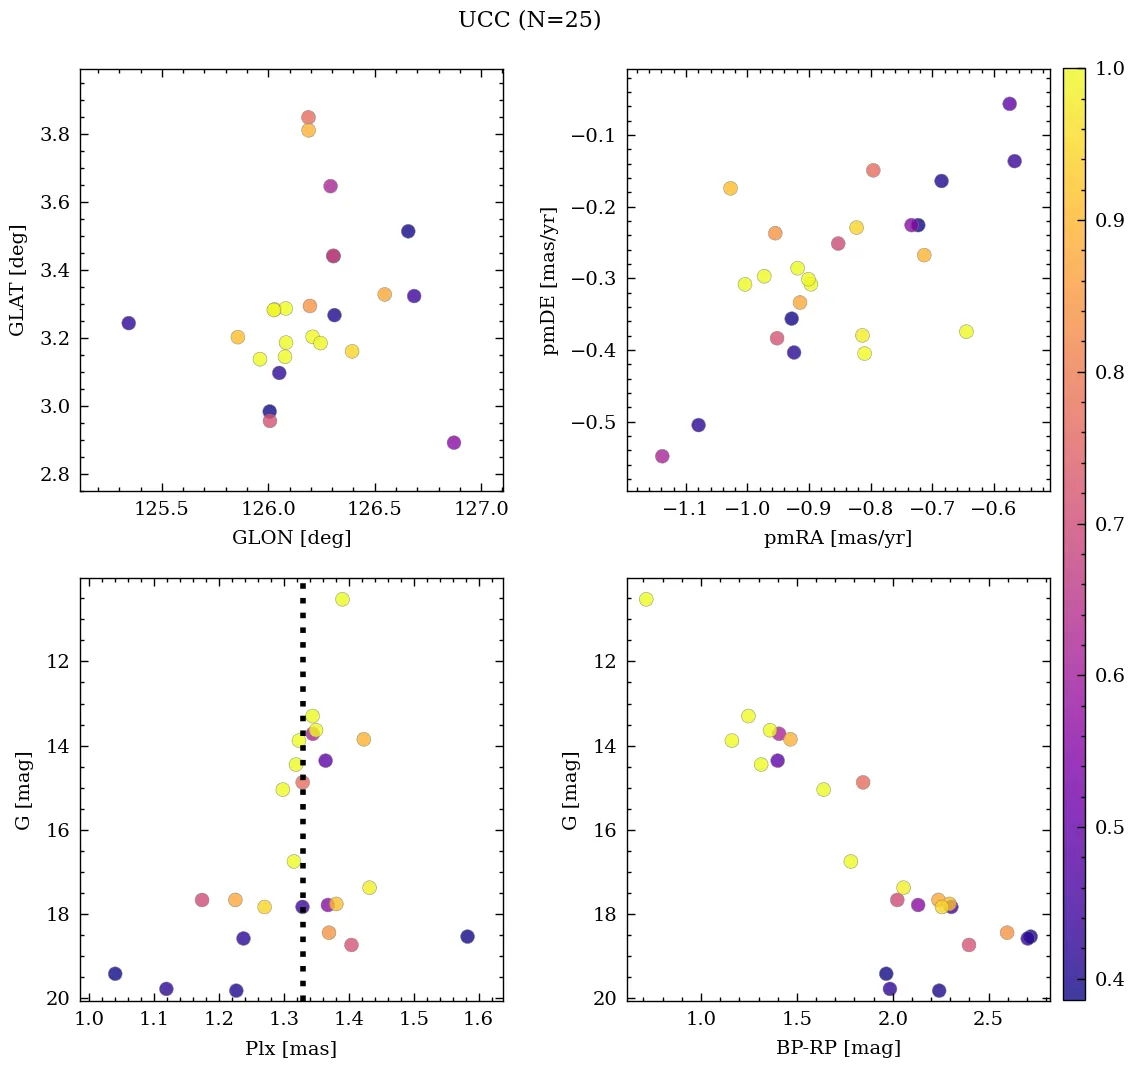 UCC (N=25)
3.8
3.6
3.4
3.2
3.0
2.8
GLAT [deg]
125.5 126.0 126.5 127.0
GLON [deg]
−0.1
−0.2
−0.3
−0.4
−0.5
pmDE [mas/yr]
−1.1 −1.0 −0.9 −0.8 −0.7 −0.6
pmRA [mas/yr]
12
14
16
18
20
G [mag]
1.0 1.1 1.2 1.3 1.4 1.5 1.6
Plx [mas]
12
14
16
18
20
G [mag]
1.0 1.5 2.0 2.5
BP-RP [mag]
1.0
0.9
0.8
0.7
0.6
0.5
0.4